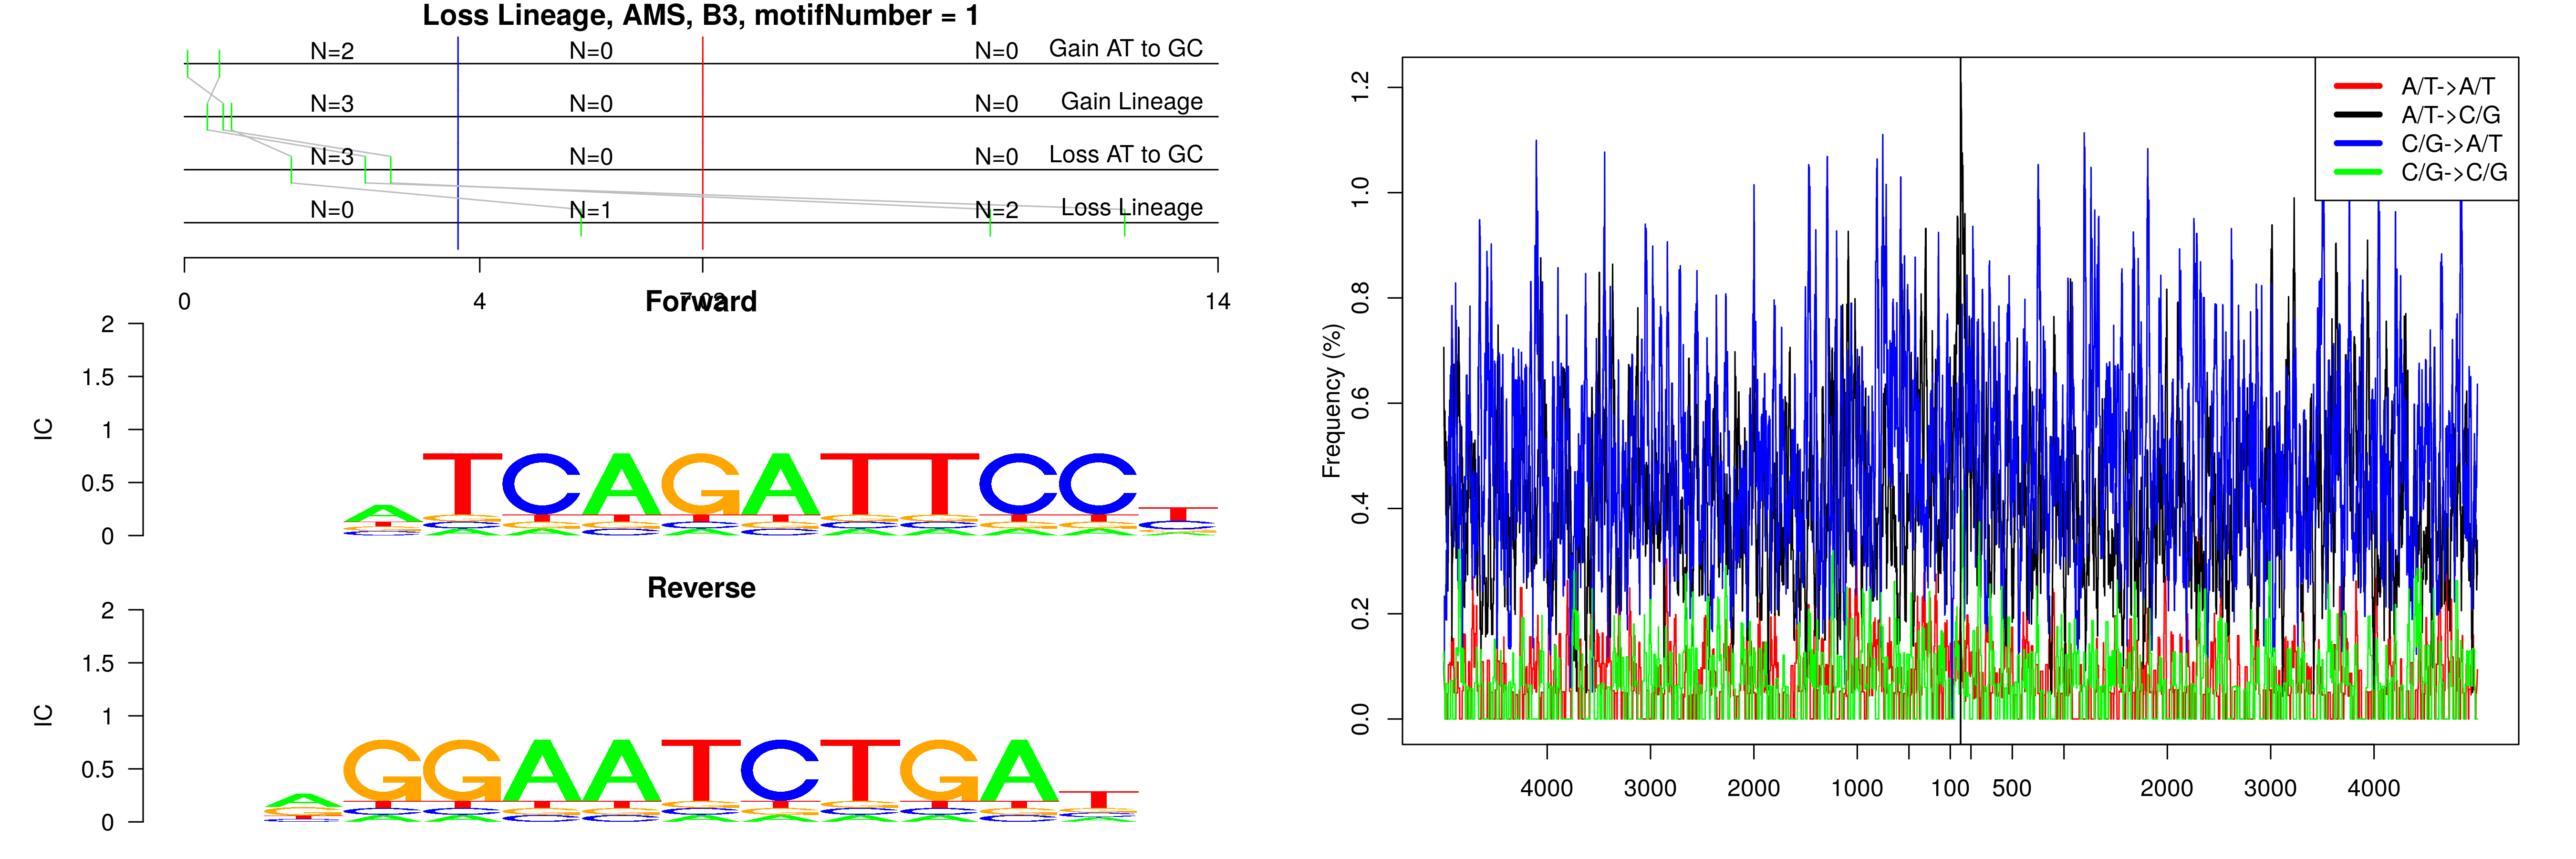 Loss Lineage, AMS, B3, motifNumber = 1
N=2 N=0 N=0 Gain AT to GC
N=3 N=0 N=0 Gain Lineage
N=3 N=0 N=0 Loss AT to GC
N=0 N=1 N=2 Loss Lineage
0 4 14
Forward
IC
2
1.5
1
0.5
0
TCAGATTCC
Reverse
IC
2
1.5
1
0.5
0
GGAATCTGA
Frequency (%)
1.2
1.0
0.8
0.6
0.4
0.2
0.0
A/T->A/T
A/T->C/G
C/G->A/T
C/G->C/G
4000 3000 2000 1000 100 500 2000 3000 4000